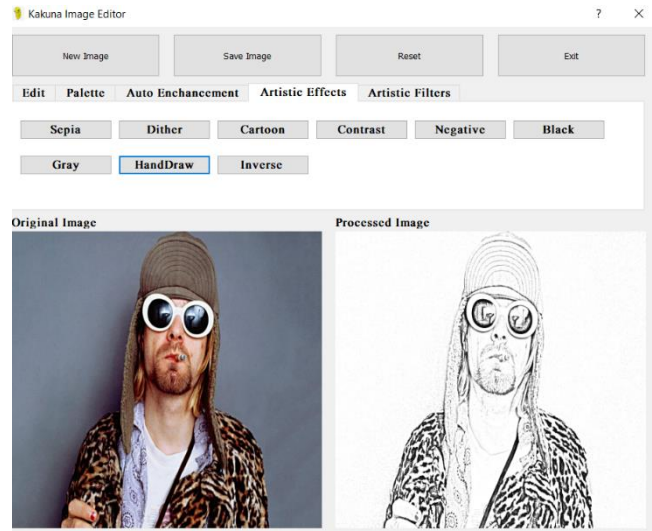 Kakuna Image Editor ? ×
New Image Save Image Reset Exit
Edit Palette Auto Enchancement Artistic Effects Artistic Filters
Sepia Dither Cartoon Contrast Negative Black
Gray HandDraw Inverse
Original Image Processed Image